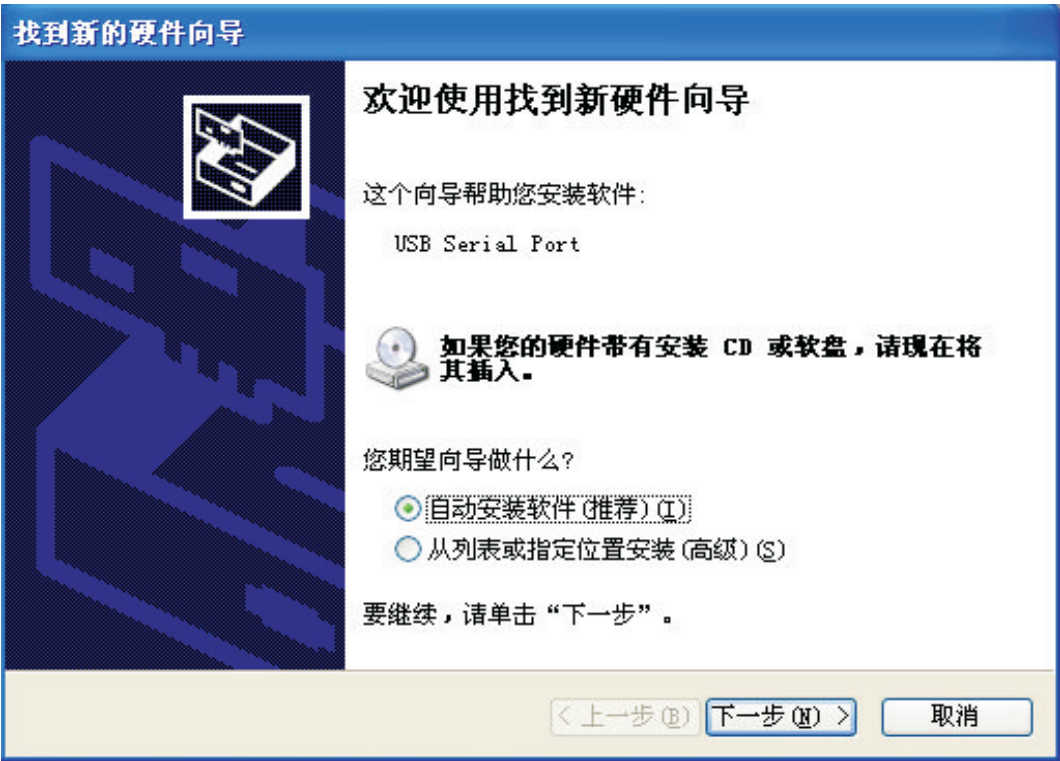 找到新的硬件向导
欢迎使用找到新硬件向导
这个向导帮助您安装软件:
USB Serial Port
如果您的硬件带有安装 CD 或软盘，请现在将
其插入。
您期望向导做什么?
自动安装软件(推荐)(I)
从列表或指定位置安装(高级)(S)
要继续，请单击“下一步”。
< 上一步(B) 下一步(N) > 取消